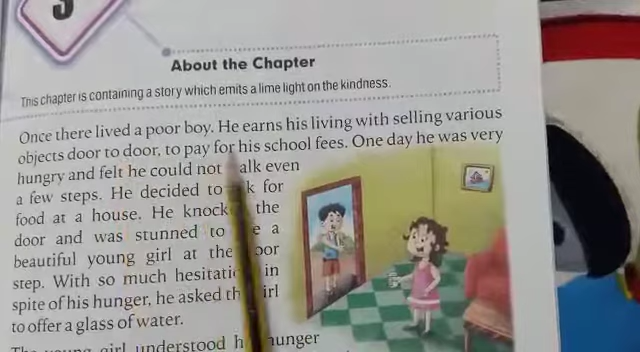 3
About the Chapter
This chapter is containing a story which emits a lime light on the kindness.
Once there lived a poor boy. He earns his living with selling various
objects door to door, to pay for his school fees. One day he was very
hungry and felt he could not alk even
a few steps. He decided to k for
food at a house. He knock the
door and was stunned to e a
beautiful young girl at the oor
step. With so much hesitati in
spite of his hunger, he asked th irl
to offer a glass of water.
young girl understood h hunger